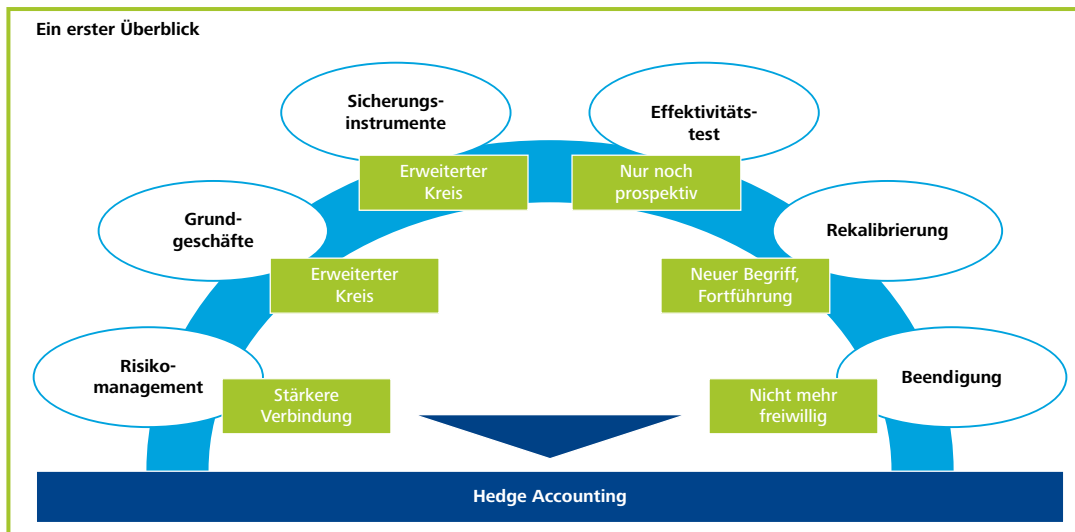 Ein erster Überblick
Sicherungs-
instrumente
Erweiterter
Kreis
Effektivitäts-
test
Nur noch
prospektiv
Grund-
geschäfte
Erweiterter
Kreis
Rekalibrierung
Neuer Begriff,
Fortführung
Risiko-
management
Stärkere
Verbindung
Beendigung
Nicht mehr
freiwillig
Hedge Accounting